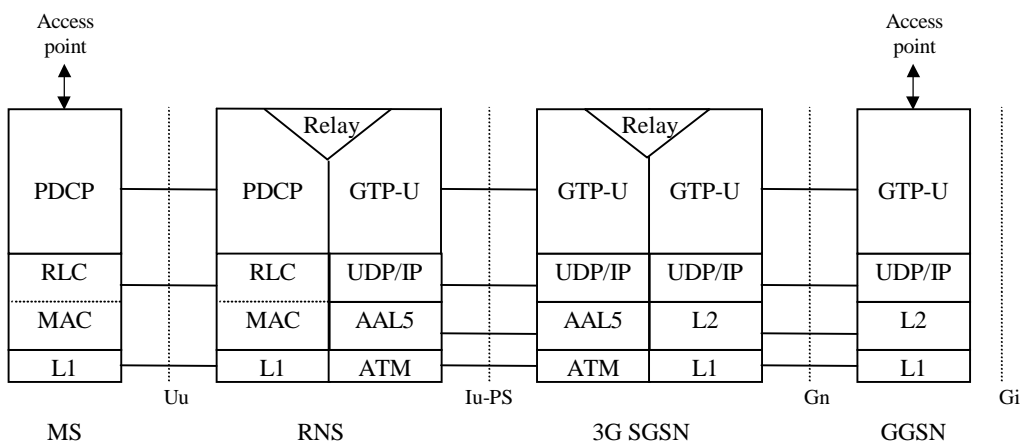 Access
point
Access
point
Relay
Relay
PDCP
PDCP
GTP-U
GTP-U
GTP-U
GTP-U
RLC
RLC
UDP/IP
UDP/IP
UDP/IP
UDP/IP
MAC
MAC
AAL5
AAL5
L2
L2
L1
L1
ATM
ATM
L1
L1
Uu
Iu-PS
Gn
Gi
MS
RNS
3G SGSN
GGSN